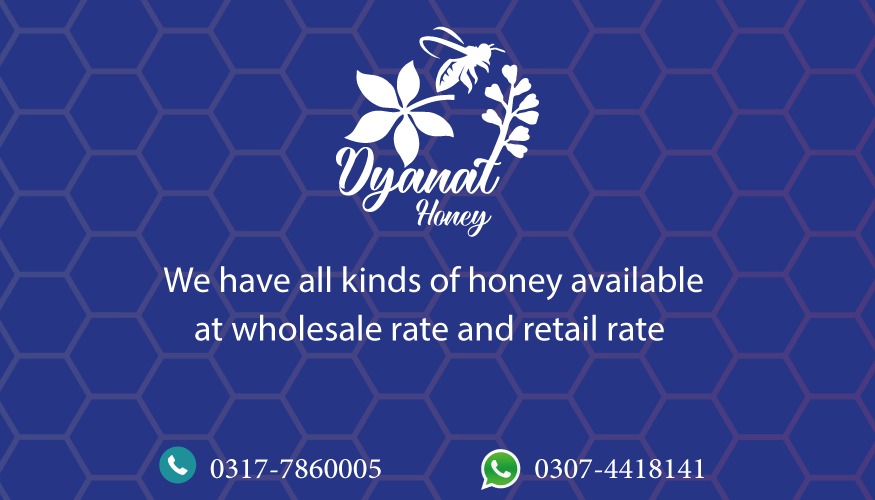 Dyanat
Honey
We have all kinds of honey available
at wholesale rate and retail rate
0317-7860005 0307-4418141